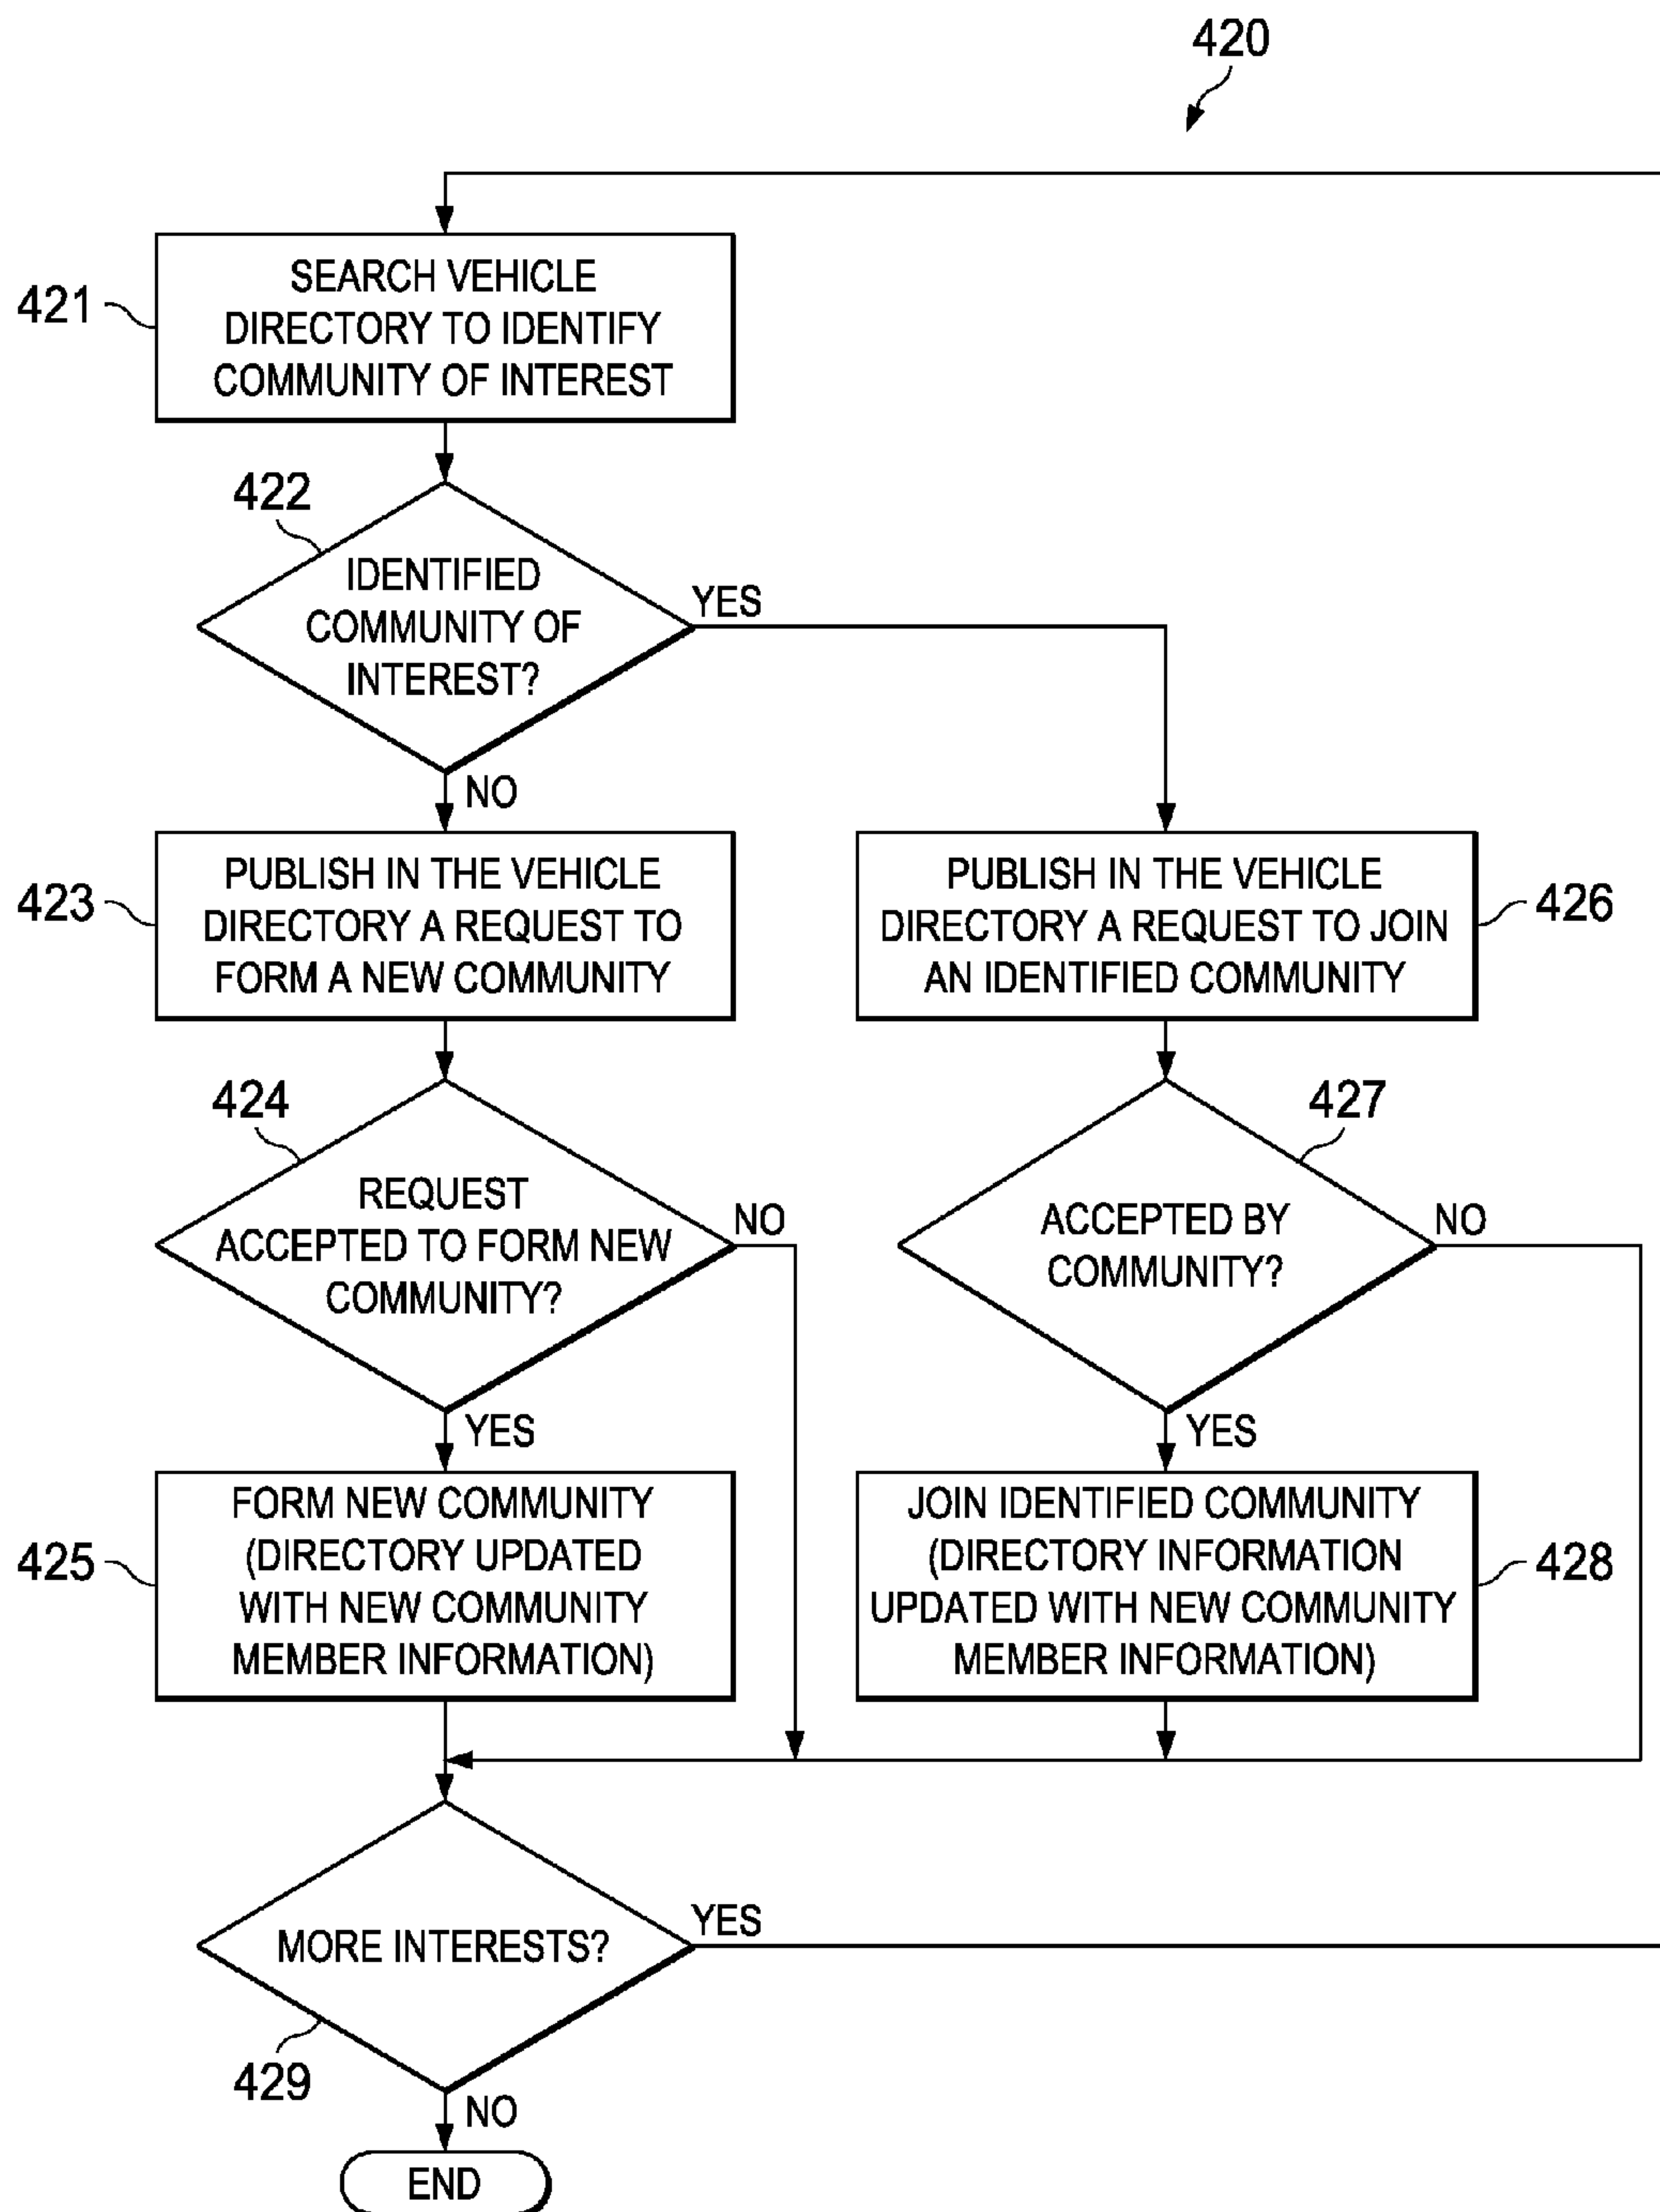 420
421
SEARCH VEHICLE
DIRECTORY TO IDENTIFY
COMMUNITY OF INTEREST
422
IDENTIFIED
COMMUNITY OF
INTEREST?
YES
NO
423
PUBLISH IN THE VEHICLE
DIRECTORY A REQUEST TO
FORM A NEW COMMUNITY
PUBLISH IN THE VEHICLE
DIRECTORY A REQUEST TO JOIN
AN IDENTIFIED COMMUNITY
426
424
REQUEST
ACCEPTED TO FORM NEW
COMMUNITY?
NO
YES
427
ACCEPTED BY
COMMUNITY?
NO
YES
425
FORM NEW COMMUNITY
(DIRECTORY UPDATED
WITH NEW COMMUNITY
MEMBER INFORMATION)
JOIN IDENTIFIED COMMUNITY
(DIRECTORY INFORMATION
UPDATED WITH NEW COMMUNITY
MEMBER INFORMATION)
428
MORE INTERESTS?
YES
429
NO
END